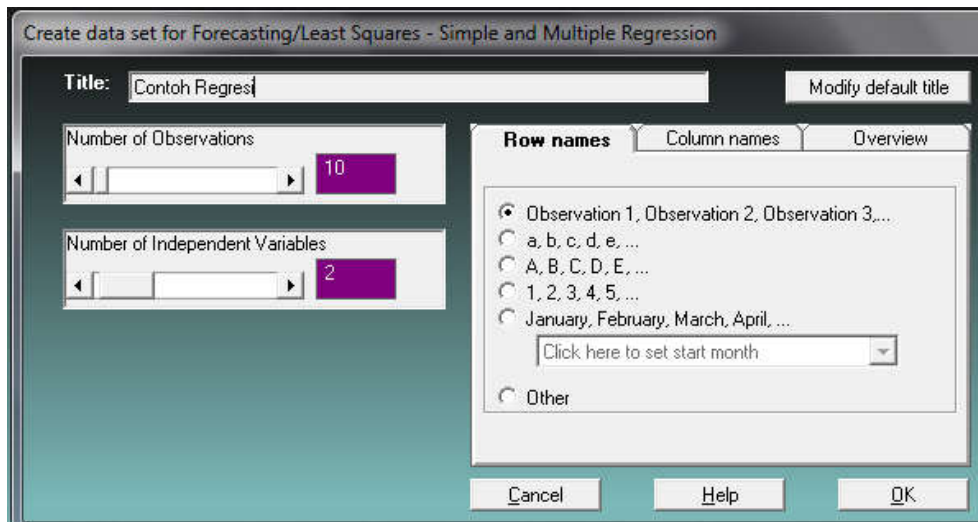 Create data set for Forecasting/Least Squares - Simple and Multiple Regression
Title: Contoh Regresi Modify default title
Number of Observations
10
Number of Independent Variables
2
Row names Column names Overview
Observation 1, Observation 2, Observation 3,...
a, b, c, d, e, ...
A, B, C, D, E, ...
1, 2, 3, 4, 5, ...
January, February, March, April, ...
Click here to set start month
Other
Cancel Help OK